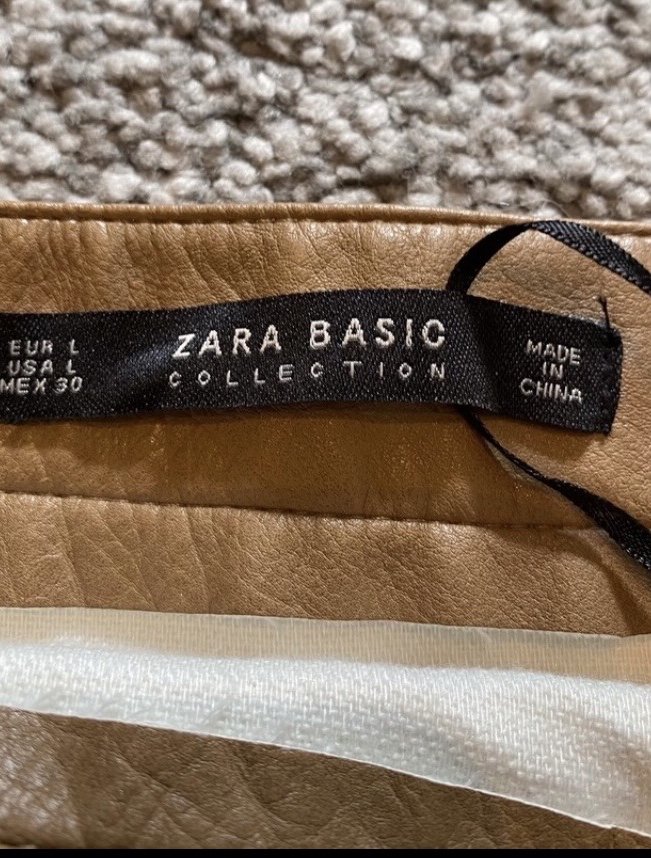 EUR L
USA L
MEX 30
ZARA BASIC
COLLECTION
MADE
IN
CHINA